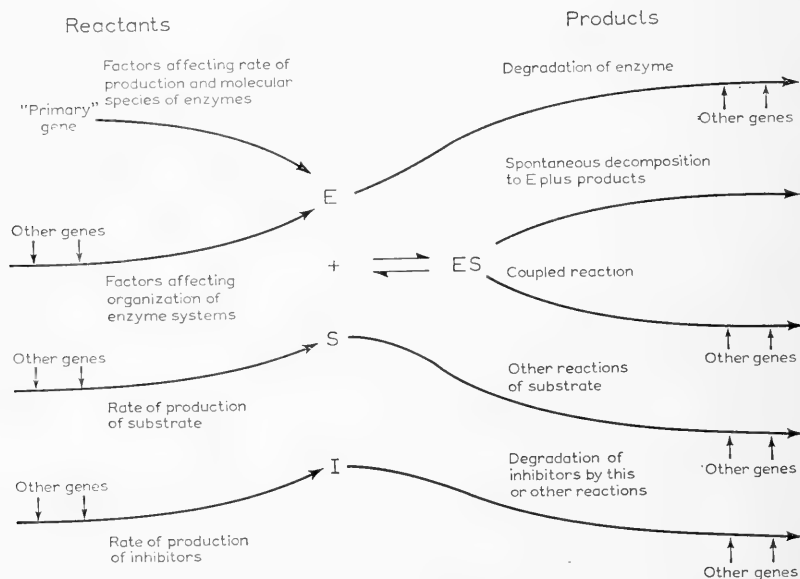 Reactants
Products
Factors affecting rate of
production and molecular
species of enzymes
"Primary"
gene
Degradation of enzyme
Other genes
E
Spontaneous decomposition
to E plus products
Other genes
+
ES
Coupled reaction
Factors affecting
organization of
enzyme systems
Other genes
S
Other genes
Other reactions
of substrate
Rate of production
of substrate
Other genes
I
Degradation of
inhibitors by this
or other reactions
Other genes
Rate of production
of inhibitors
Other genes